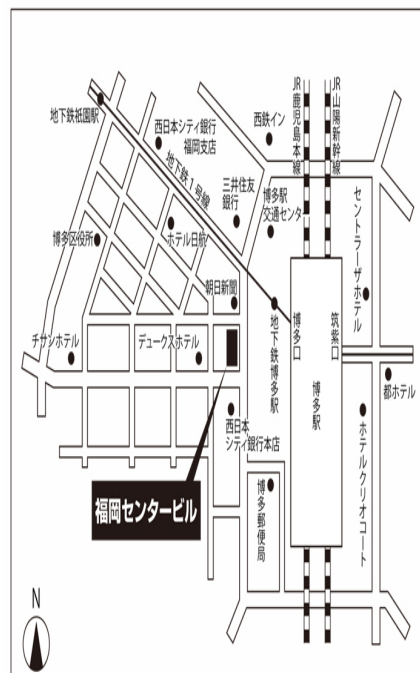 地下鉄祇園駅
西日本シティ銀行
福岡支店
地下鉄1号線
西鉄イン
JR鹿児島本線
JR山陽新幹線
三井住友
銀行
博多駅
交通センタ
博多区役所
ホテル日航
セントラーザホテル
朝日新聞
チサンホテル
デュークスホテル
地下鉄博多駅
博多口
筑紫口
博多駅
都ホテル
西日本
シティ銀行本店
ホテルクリオコート
福岡センタービル
博多郵便局
N